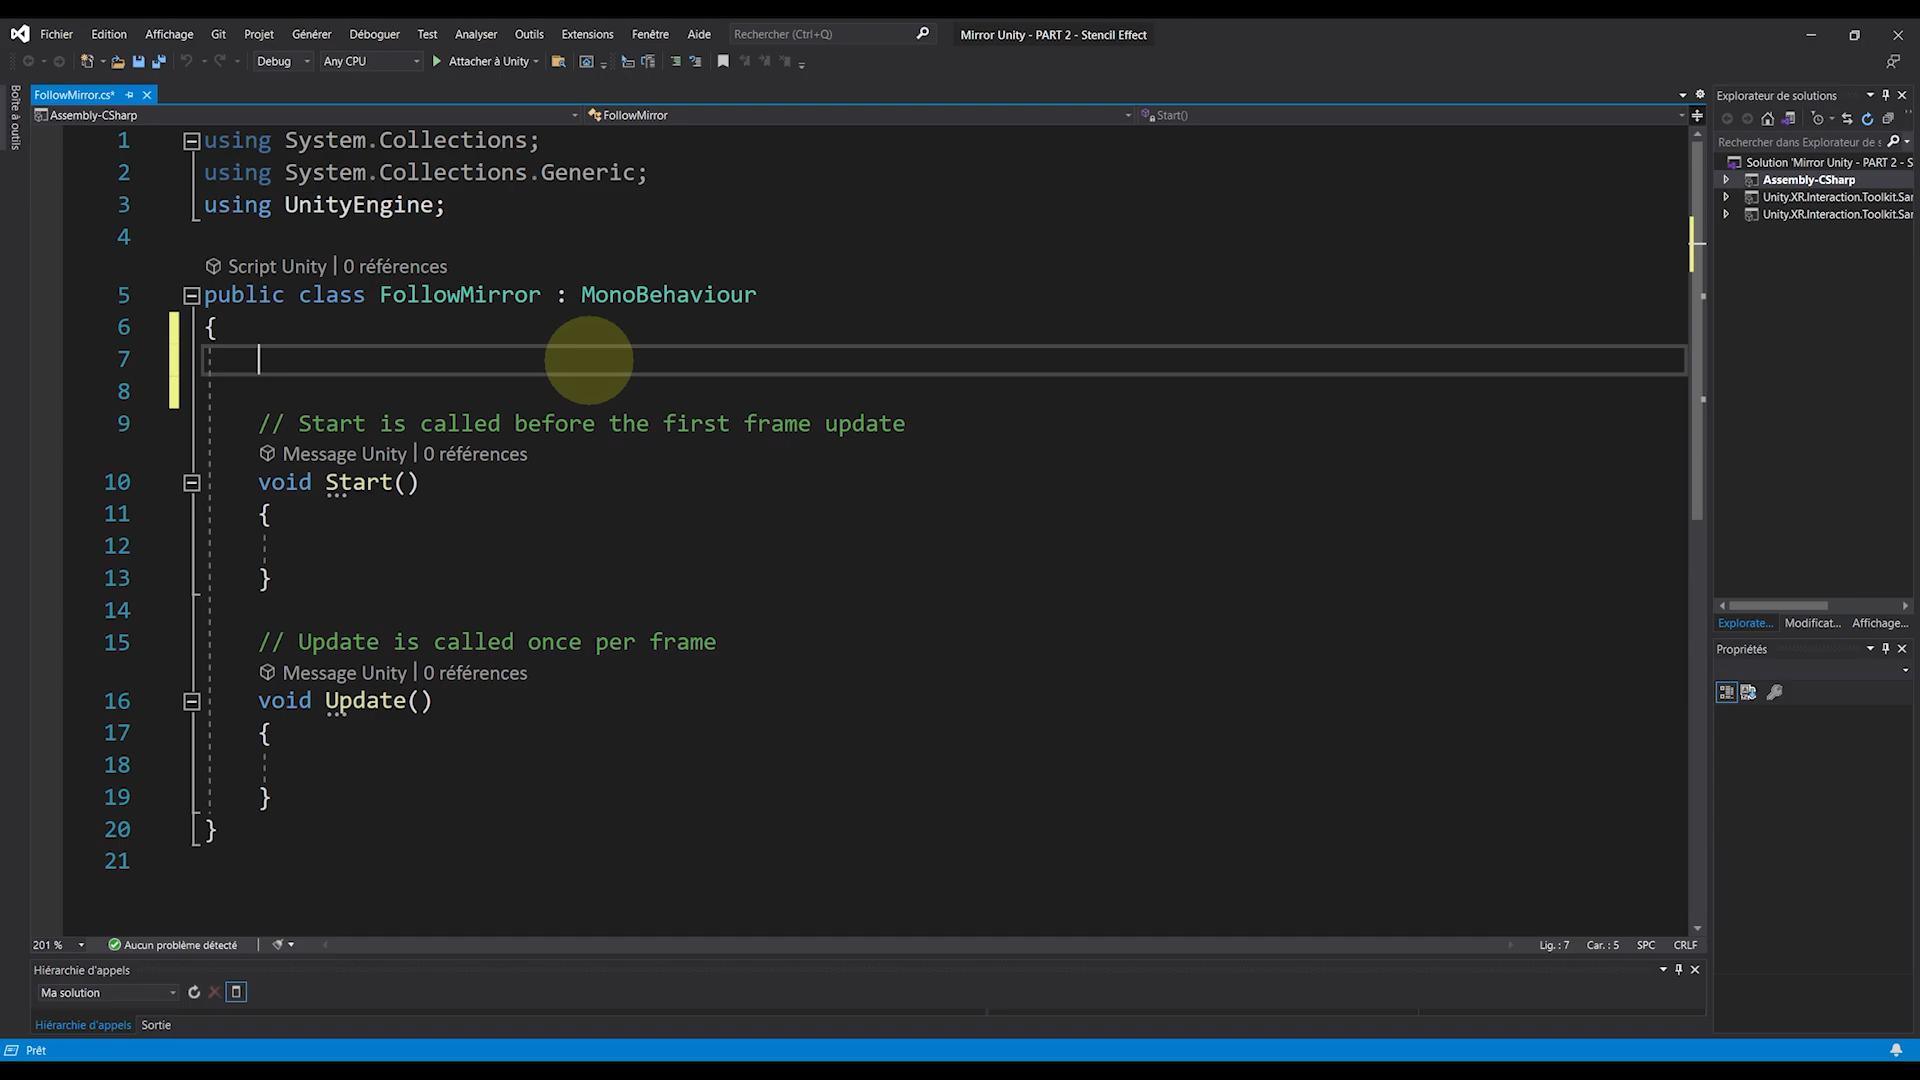 Fichier Edition Affichage Git Projet Générer Déboguer Test Analyser Outils Extensions Fenêtre Aide Rechercher (Ctrl+Q) Mirror Unity - PART 2 - Stencil Effect
Debug Any CPU Attacher à Unity
Boîte à outils
FollowMirror.cs*
Assembly-CSharp FollowMirror Start()
1 using System.Collections;
2 using System.Collections.Generic;
3 using UnityEngine;
4
Script Unity | 0 références
5 public class FollowMirror : MonoBehaviour
6 {
7
8
9 // Start is called before the first frame update
Message Unity | 0 références
10 void Start()
11 {
12
13 }
14
15 // Update is called once per frame
Message Unity | 0 références
16 void Update()
17 {
18
19 }
20 }
21
201 % Aucun problème détecté Lig. : 7 Car. : 5 SPC CRLF
Hiérarchie d'appels
Ma solution
Hiérarchie d'appels Sortie
Prêt
Explorateur de solutions
Rechercher dans Explorateur de s
Solution 'Mirror Unity - PART 2 - S
Assembly-CSharp
Unity.XR.Interaction.Toolkit.Sar
Unity.XR.Interaction.Toolkit.Sar
Explorate... Modificat... Affichage...
Propriétés